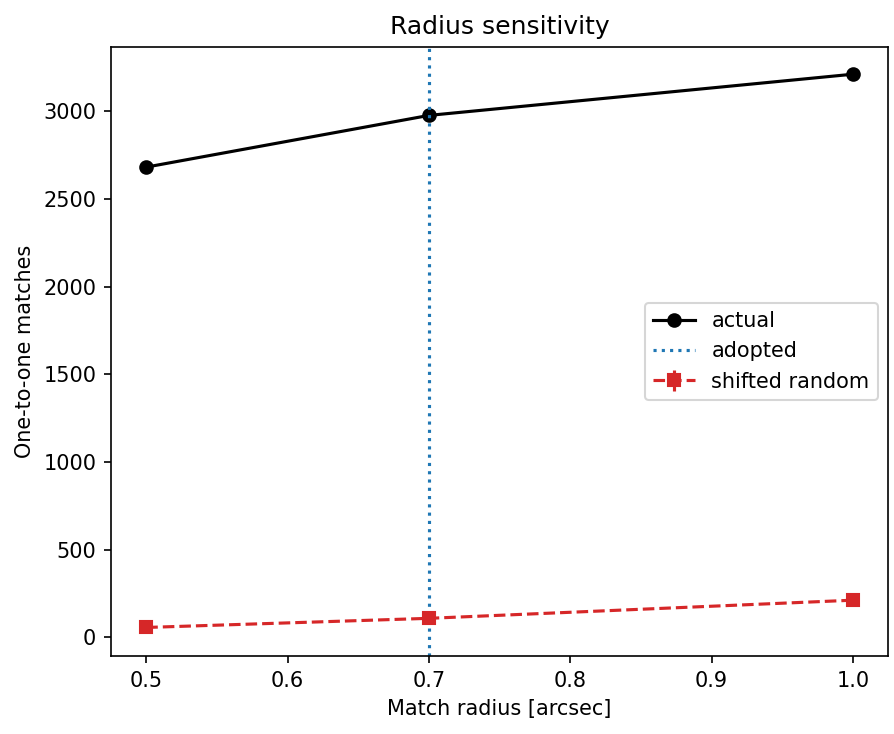 Radius sensitivity
One-to-one matches
3000
2500
2000
1500
1000
500
0
actual
adopted
shifted random
0.5 0.6 0.7 0.8 0.9 1.0
Match radius [arcsec]